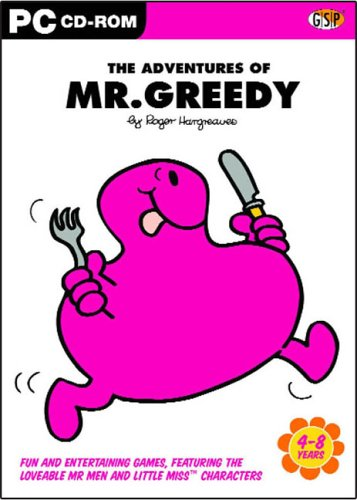 PC CD-ROM
GSP
THE ADVENTURES OF
MR.GREEDY
by Roger Hargreaves
4-8
YEARS
FUN AND ENTERTAINING GAMES, FEATURING THE
LOVEABLE MR MEN AND LITTLE MISS™ CHARACTERS